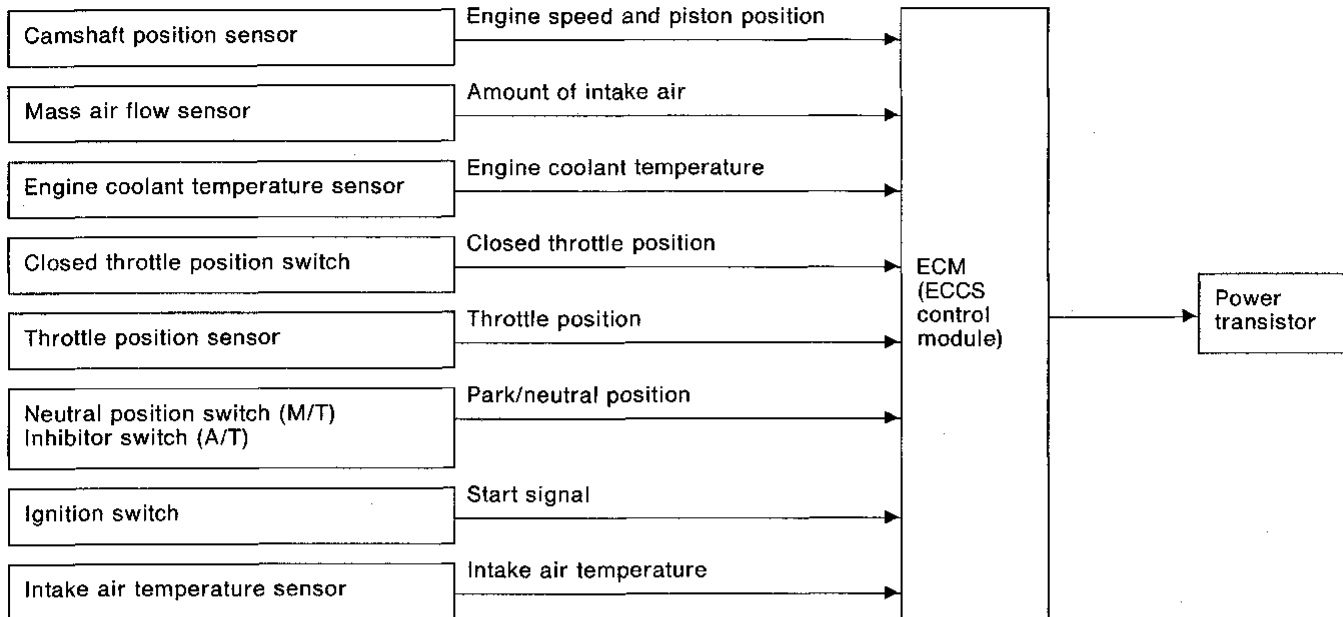 Camshaft position sensor
Engine speed and piston position
Mass air flow sensor
Amount of intake air
Engine coolant temperature sensor
Engine coolant temperature
Closed throttle position switch
Closed throttle position
Throttle position sensor
Throttle position
Neutral position switch (M/T)
Inhibitor switch (A/T)
Park/neutral position
Ignition switch
Start signal
Intake air temperature sensor
Intake air temperature
ECM
(ECCS
control
module)
Power
transistor